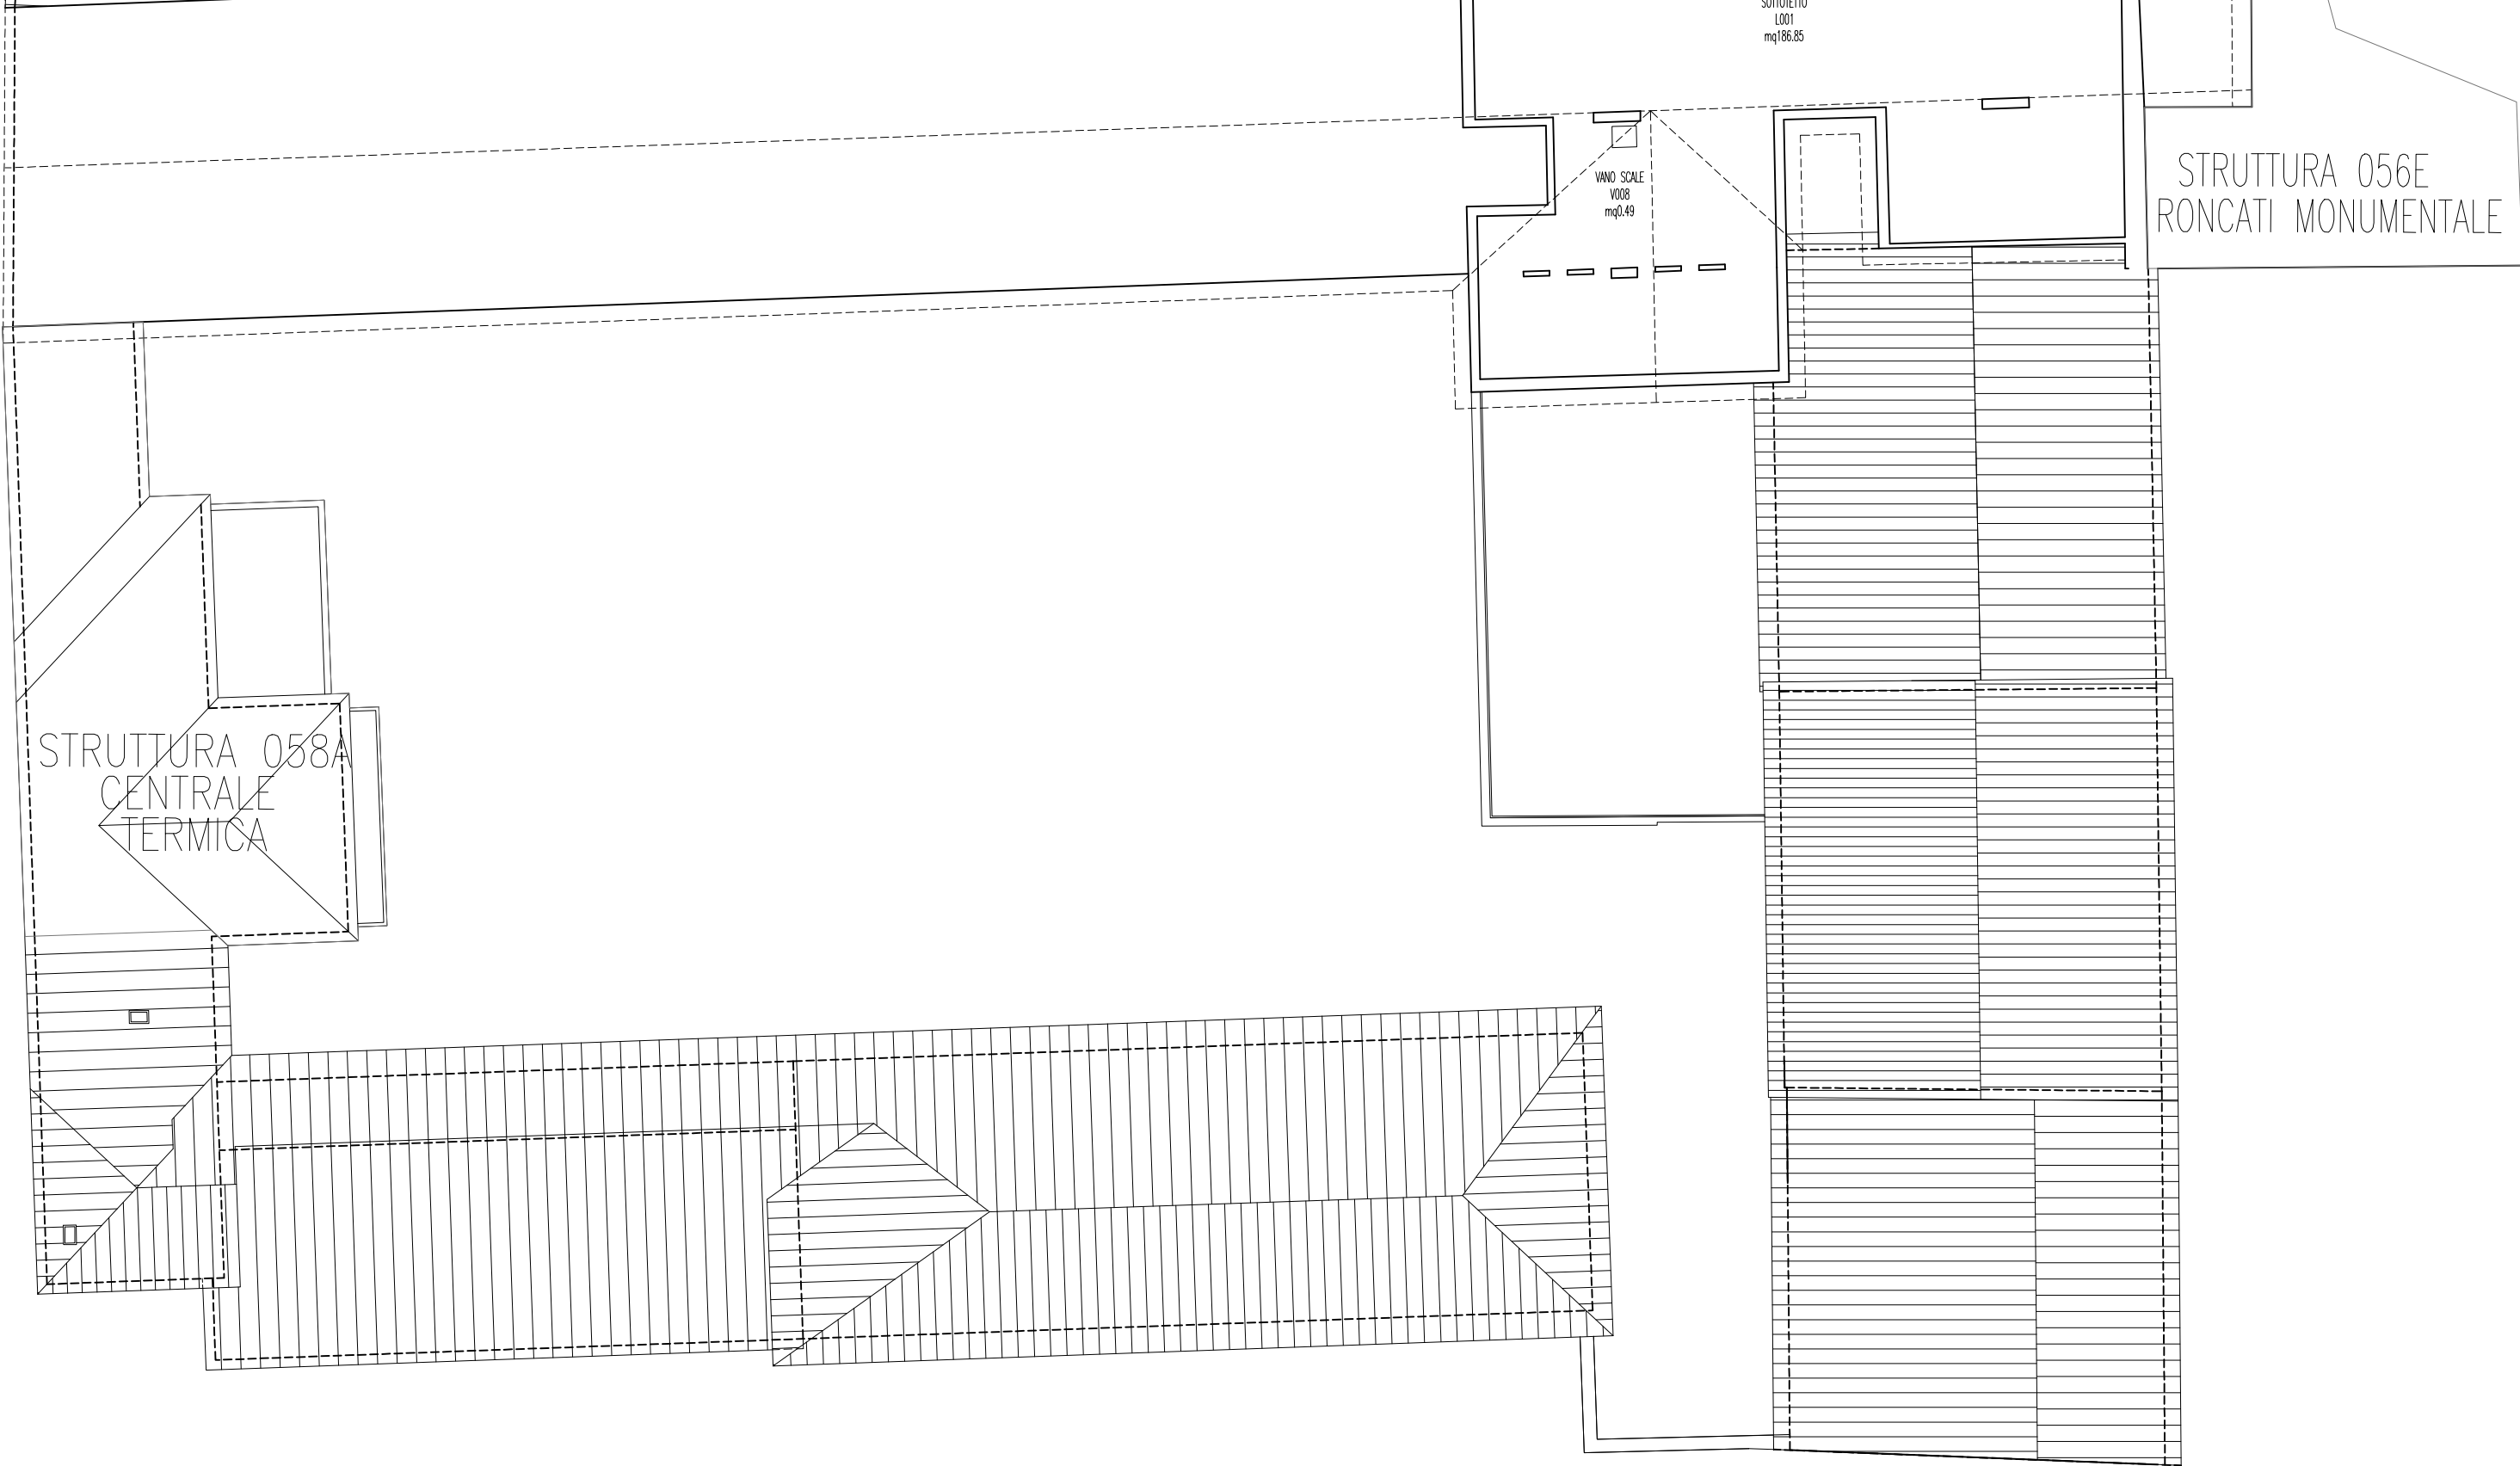 SOTTOTETTO
L001
mq186.85
VANO SCALE
V008
mq0.49
STRUTTURA 056E
RONCATI MONUMENTALE
STRUTTURA 058A
CENTRALE
TERMICA